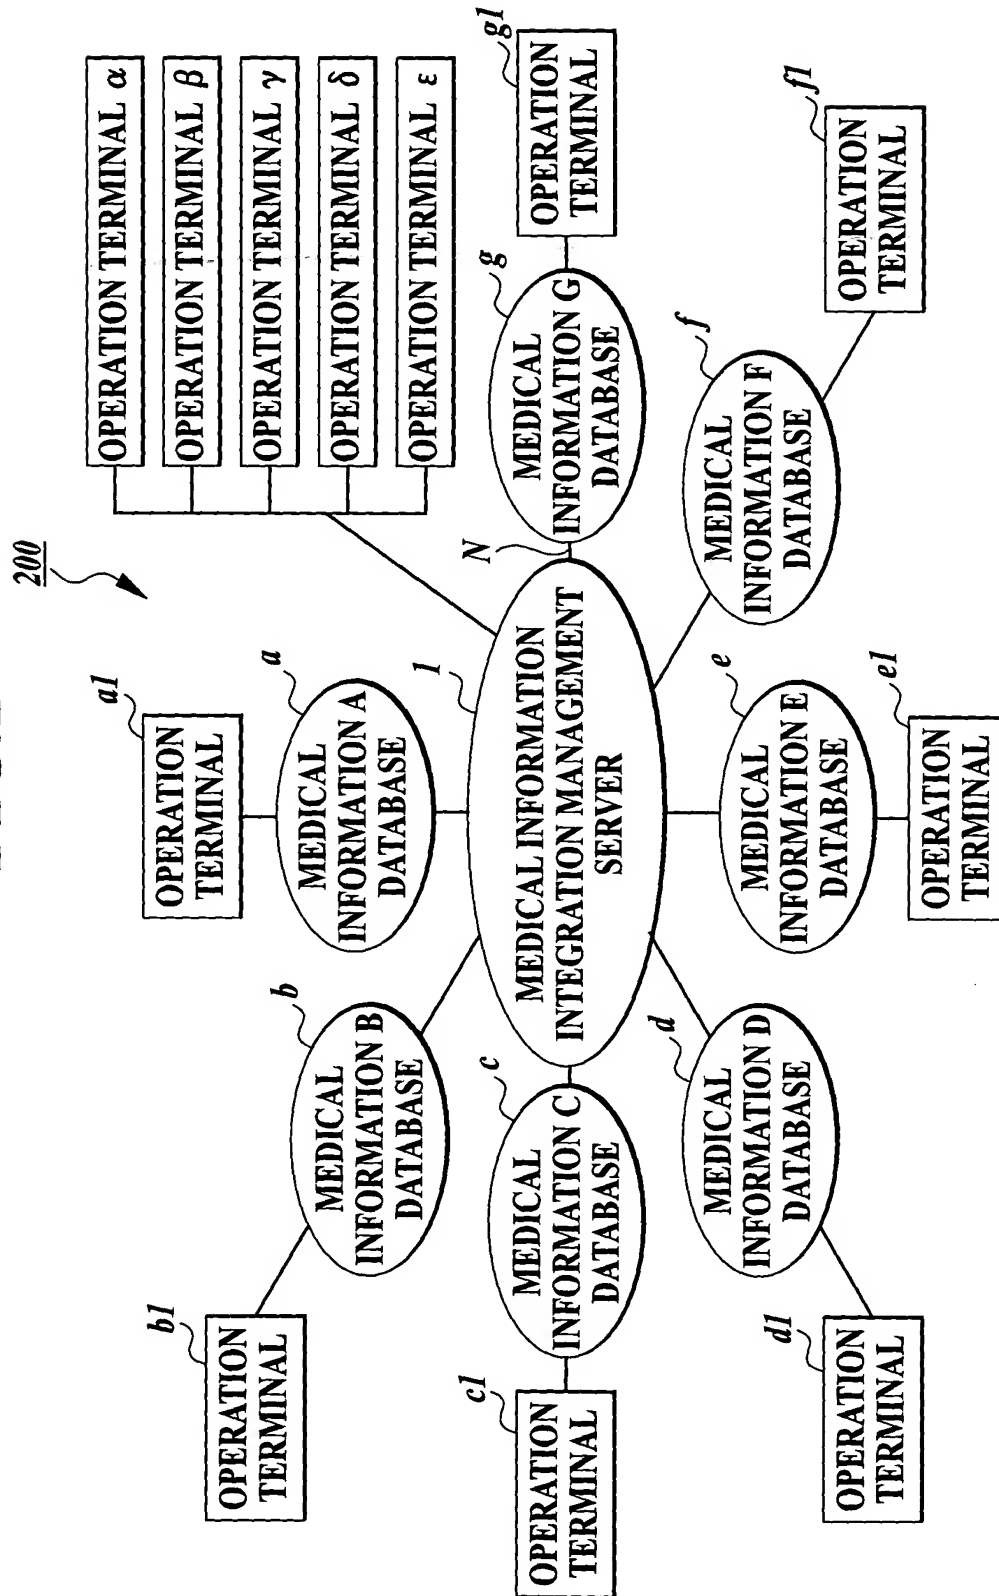 200
a1
OPERATION
TERMINAL
a
MEDICAL
INFORMATION A
DATABASE
OPERATION TERMINAL α
OPERATION TERMINAL β
OPERATION TERMINAL γ
OPERATION TERMINAL δ
OPERATION TERMINAL ε
b1
OPERATION
TERMINAL
b
MEDICAL
INFORMATION B
DATABASE
1
MEDICAL INFORMATION
INTEGRATION MANAGEMENT
SERVER
N
c1
OPERATION
TERMINAL
c
MEDICAL
INFORMATION C
DATABASE
g
MEDICAL
INFORMATION G
DATABASE
g1
OPERATION
TERMINAL
d
MEDICAL
INFORMATION D
DATABASE
d1
OPERATION
TERMINAL
e
MEDICAL
INFORMATION E
DATABASE
e1
OPERATION
TERMINAL
f
MEDICAL
INFORMATION F
DATABASE
f1
OPERATION
TERMINAL